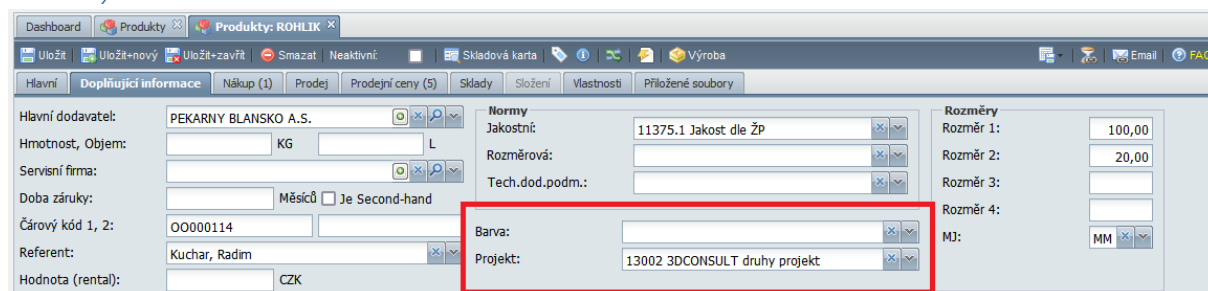 Dashboard Produkty Produkty: ROHLIK
Uložit Uložit+nový Uložit+zavřít Smazat Neaktivní: Skladová karta Výroba Email FAQ
Hlavní Doplňující informace Nákup (1) Prodej Prodejní ceny (5) Sklady Složení Vlastnosti Přiložené soubory
Hlavní dodavatel: PEKARNY BLANSKO A.S.
Hmotnost, Objem: KG L
Servisní firma:
Doba záruky: Měsíců Je Second-hand
Čárový kód 1, 2: OO000114
Referent: Kuchar, Radim
Hodnota (rental): CZK
Normy
Jakostní: 11375.1 Jakost dle ŽP
Rozměrová:
Tech.dod.podm.:
Barva:
Projekt: 13002 3DCONSULT druhy projekt
Rozměry
Rozměr 1: 100,00
Rozměr 2: 20,00
Rozměr 3:
Rozměr 4:
MJ: MM